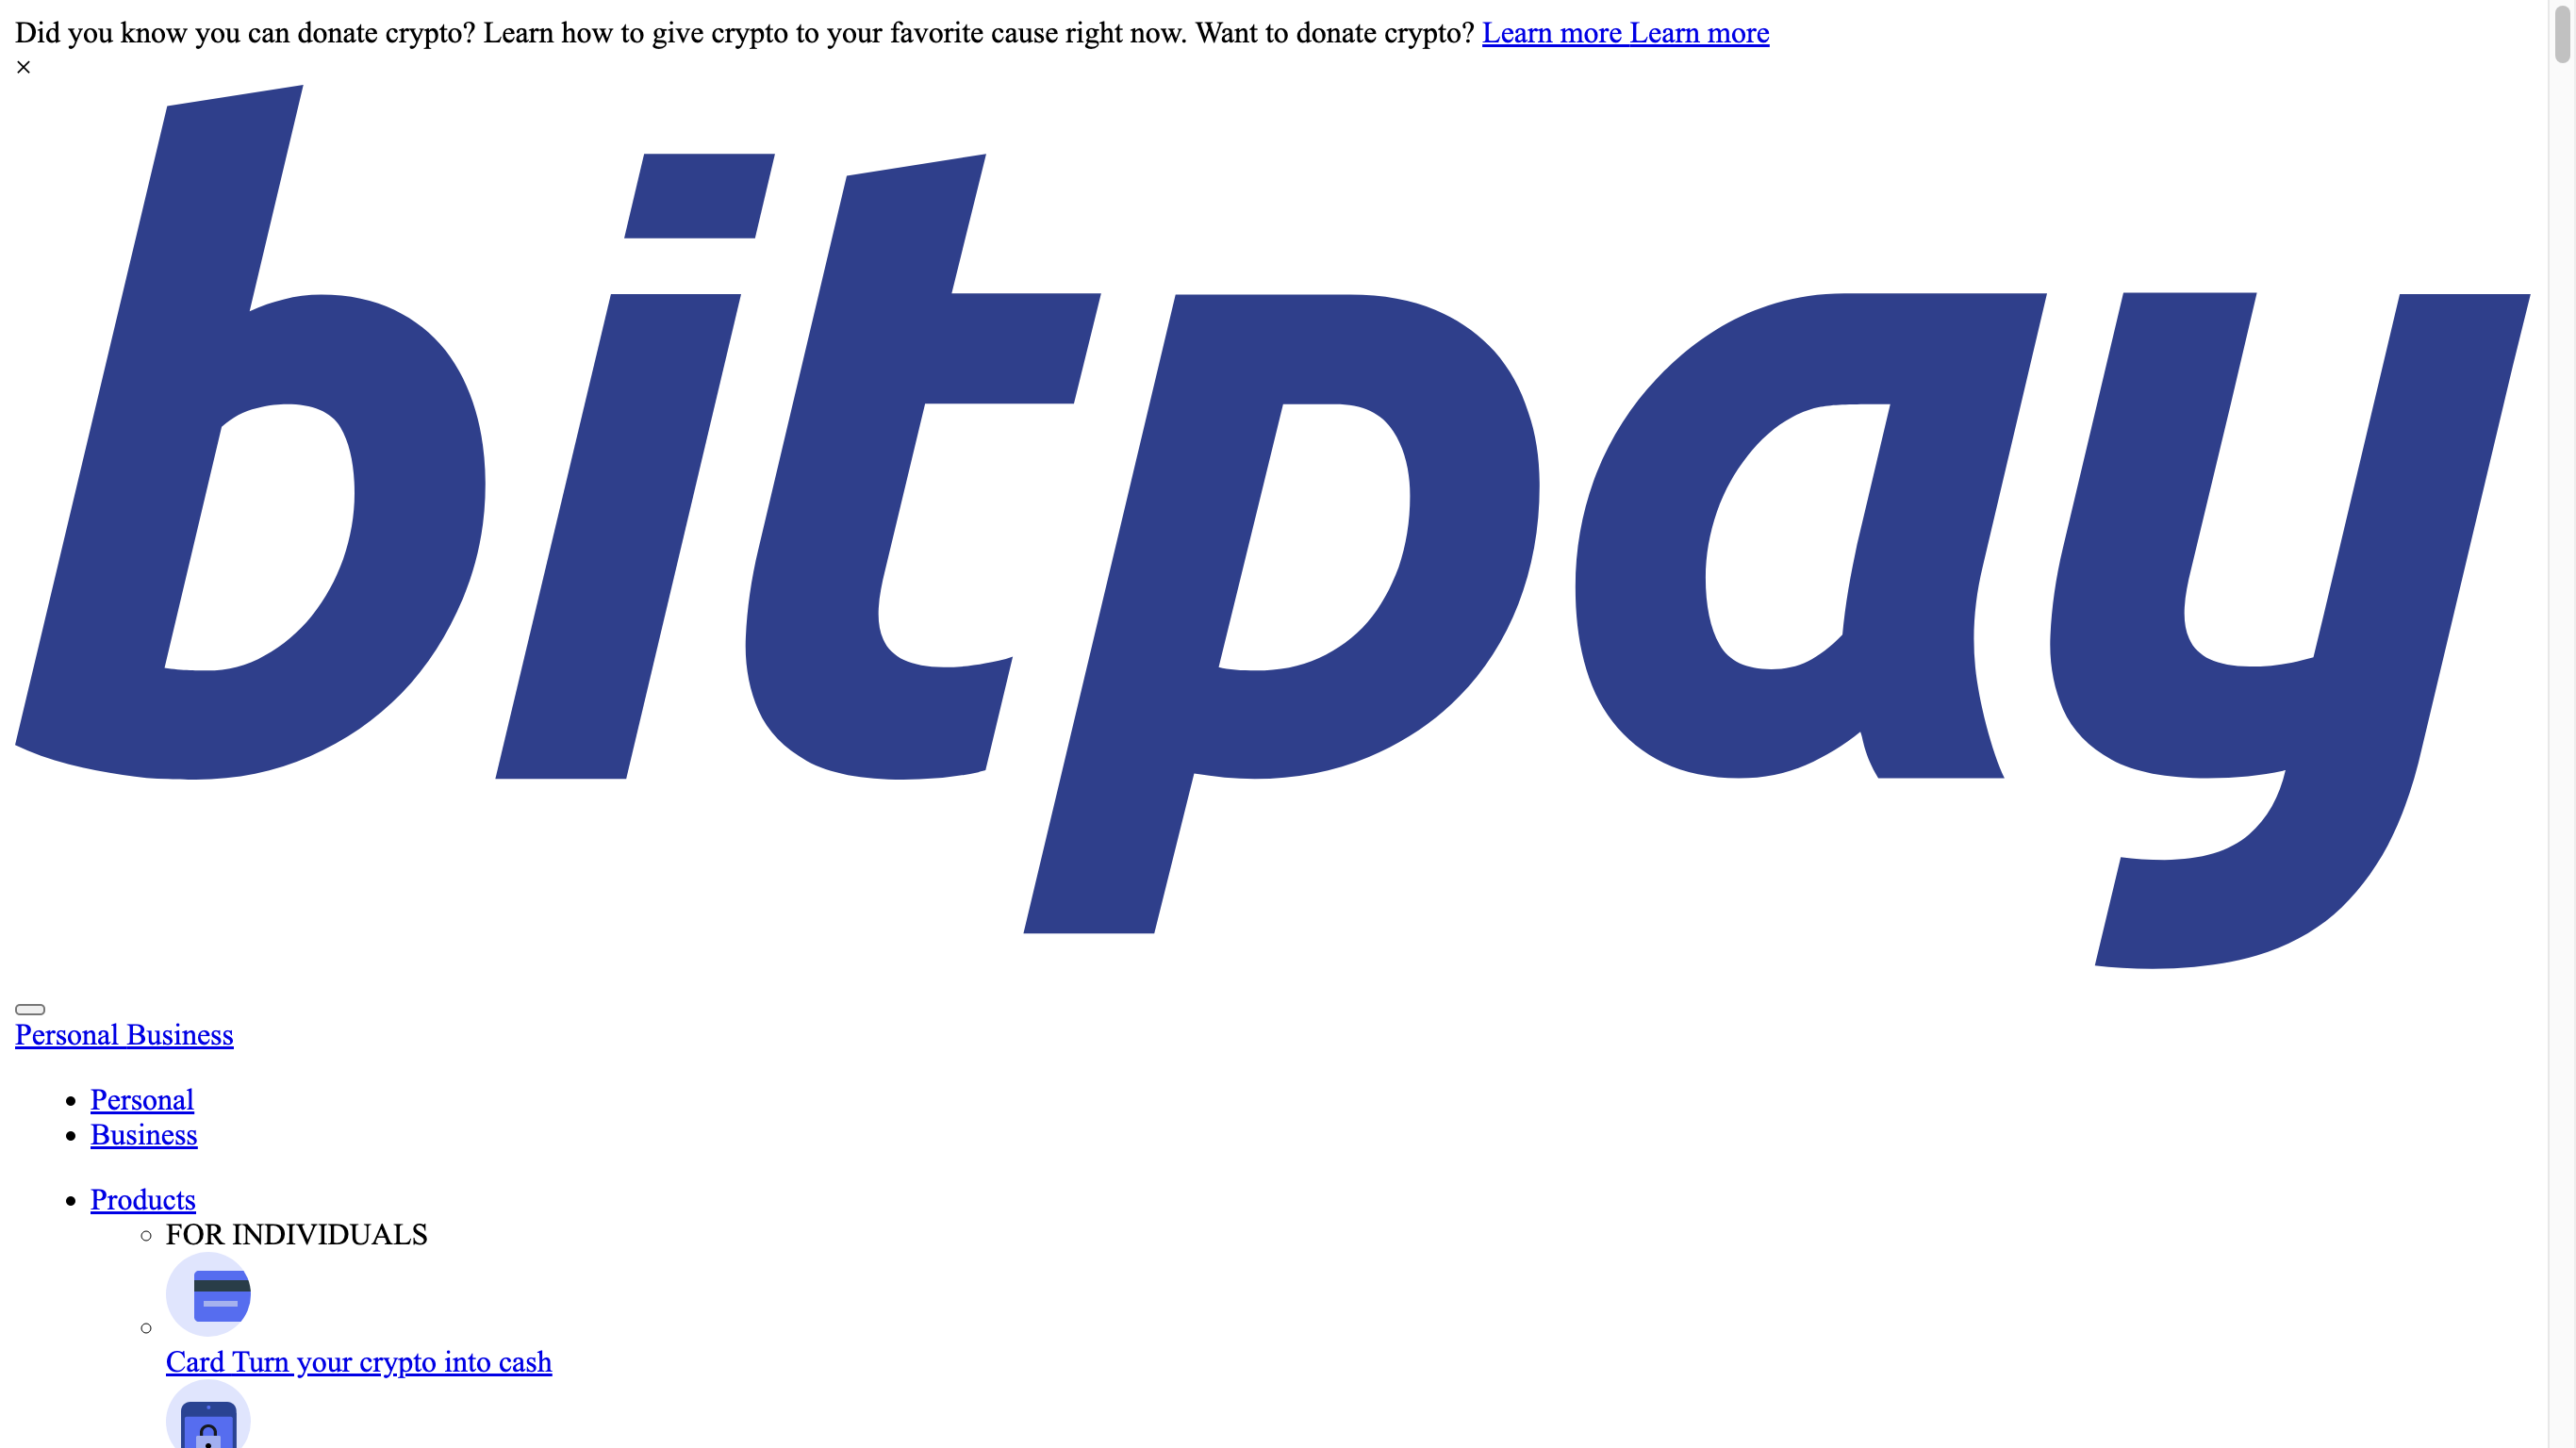 Did you know you can donate crypto? Learn how to give crypto to your favorite cause right now. Want to donate crypto? Learn more Learn more
×
bitpay
Personal Business
Personal
Business
Products
FOR INDIVIDUALS
Card Turn your crypto into cash